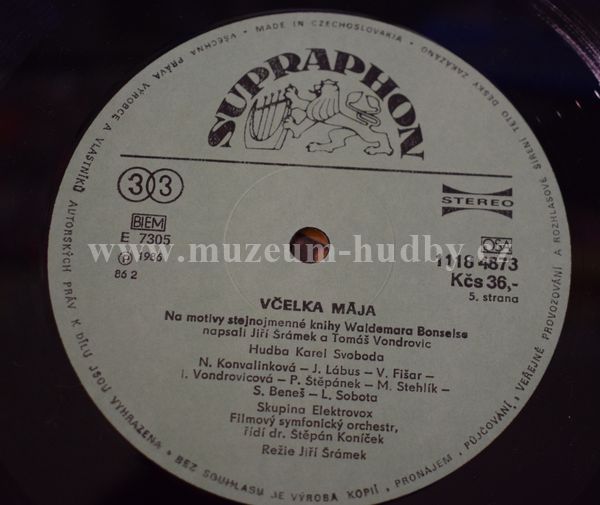 VŠECHNA PRÁVA VÝROBCE A VLASTNÍKŮ AUTORSKÝCH PRÁV K DÍLU JSOU VYHRAZENA • BEZ SOUHLASU JE VÝROBA KOPIÍ, PRONÁJEM, PŮJČOVÁNÍ, VEŘEJNÉ PROVOZOVÁNÍ A ROZHLASOVÉ ŠÍŘENÍ TÉTO DESKY ZAKÁZÁNO • MADE IN CZECHOSLOVAKIA •
SUPRAPHON
33
STEREO
BIEM
E 7305
Ⓟ 1986
86 2
OSA
1118 4873
Kčs 36,-
5. strana
www.muzeum-hudby.cz
VČELKA MÁJA
Na motivy stejnojmenné knihy Waldemara Bonselse
napsali Jiří Šrámek a Tomáš Vondrovic
Hudba Karel Svoboda
N. Konvalinková – J. Lábus – V. Fišar –
I. Vondrovicová – P. Štěpánek – M. Stehlík –
S. Beneš – L. Sobota
Skupina Elektrovox
Filmový symfonický orchestr,
řídí dr. Štěpán Koníček
Režie Jiří Šrámek